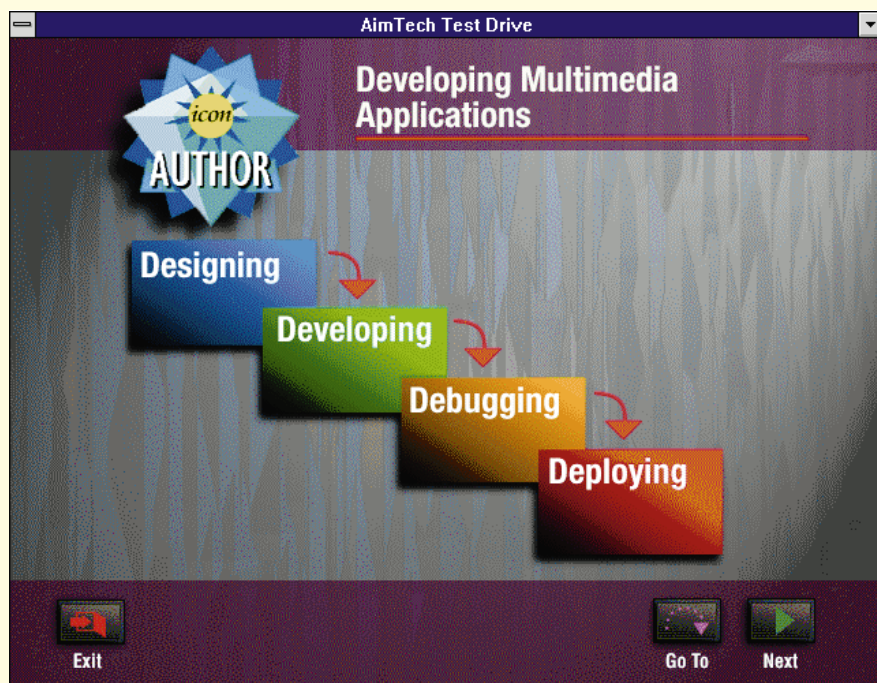 AimTech Test Drive
icon
AUTHOR
Developing Multimedia
Applications
Designing
Developing
Debugging
Deploying
Exit
Go To
Next